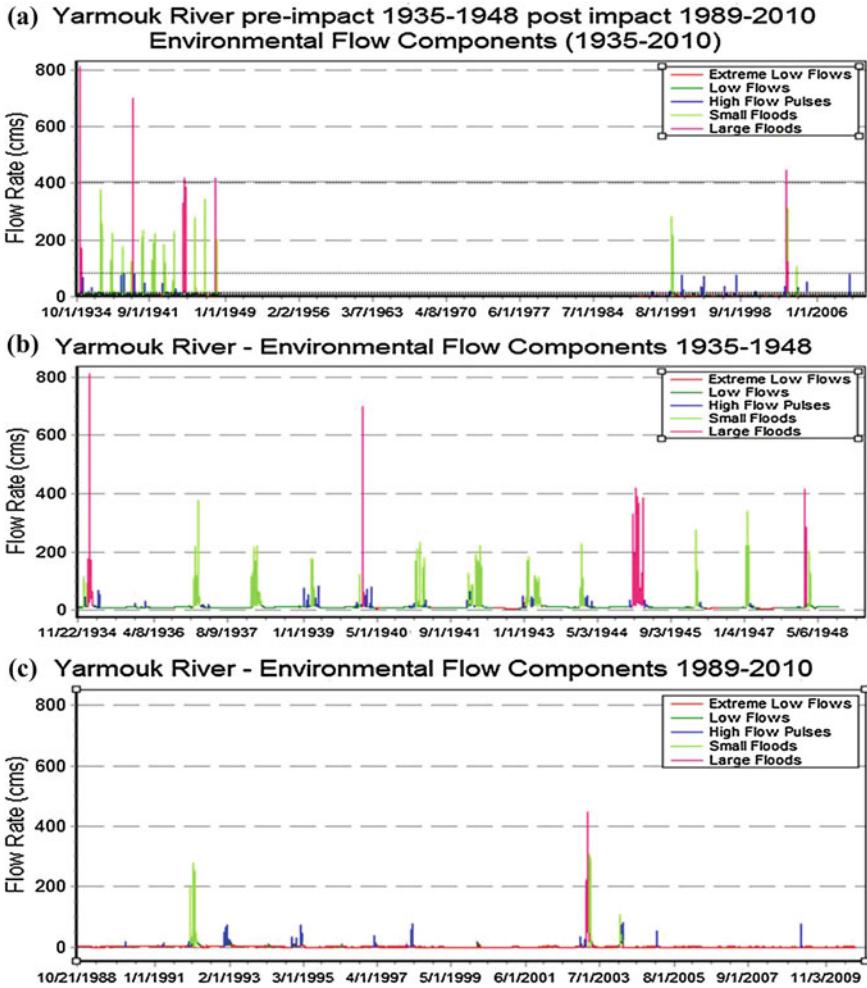 (a) Yarmouk River pre-impact 1935-1948 post impact 1989-2010
Environmental Flow Components (1935-2010)
800
600
400
200
0
Flow Rate (cms)
Extreme Low Flows
Low Flows
High Flow Pulses
Small Floods
Large Floods
10/1/1934 9/1/1941 1/1/1949 2/2/1956 3/7/1963 4/8/1970 6/1/1977 7/1/1984 8/1/1991 9/1/1998 10/1/2006
(b) Yarmouk River - Environmental Flow Components 1935-1948
800
600
400
200
0
Flow Rate (cms)
Extreme Low Flows
Low Flows
High Flow Pulses
Small Floods
Large Floods
11/22/1934 4/8/1936 8/9/1937 1/1/1939 5/1/1940 9/1/1941 1/1/1943 5/3/1944 9/3/1945 1/4/1947 5/6/1948
(c) Yarmouk River - Environmental Flow Components 1989-2010
800
600
400
200
0
Flow Rate (cms)
Extreme Low Flows
Low Flows
High Flow Pulses
Small Floods
Large Floods
10/21/1988 1/1/1991 2/1/1993 3/1/1995 4/1/1997 5/1/1999 6/1/2001 7/1/2003 8/1/2005 9/1/2007 11/3/2009